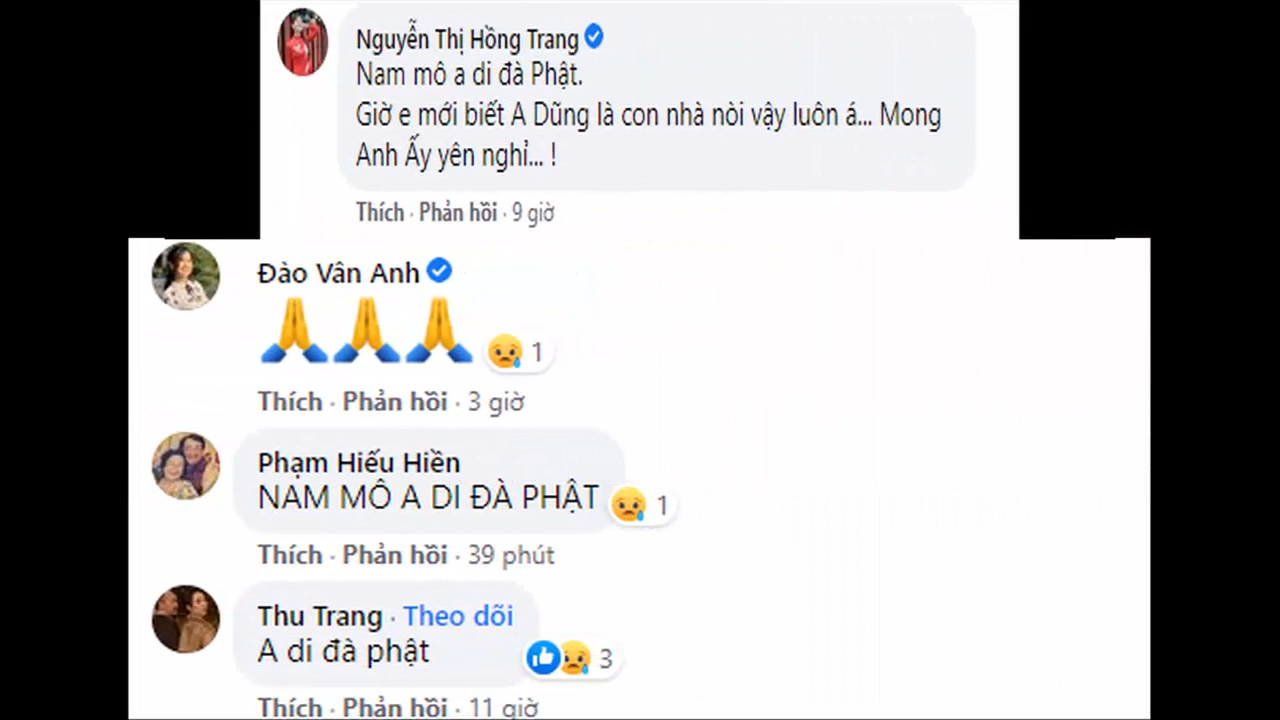 Nguyễn Thị Hồng Trang
Nam mô a di đà Phật.
Giờ e mới biết A Dũng là con nhà nòi vậy luôn á... Mong
Anh Ấy yên nghỉ... !
Thích · Phản hồi · 9 giờ
Đào Vân Anh
🙏🙏🙏 1
Thích · Phản hồi · 3 giờ
Phạm Hiếu Hiền
NAM MÔ A DI ĐÀ PHẬT 1
Thích · Phản hồi · 39 phút
Thu Trang · Theo dõi
A di đà phật 3
Thích · Phản hồi · 11 giờ